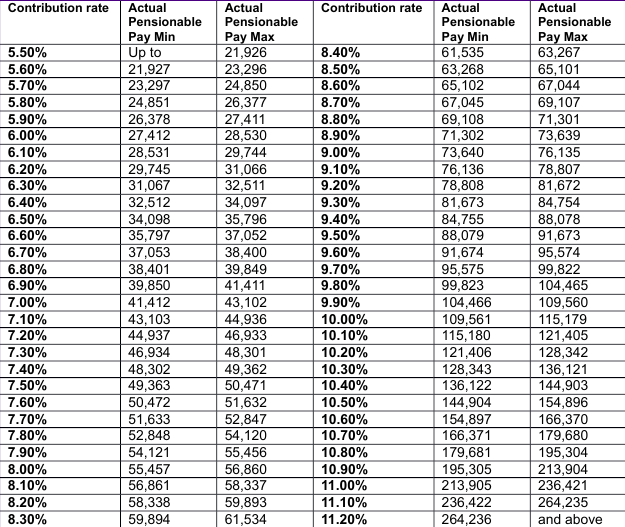 Contribution rate Actual Pensionable Pay Min Actual Pensionable Pay Max Contribution rate Actual Pensionable Pay Min Actual Pensionable Pay Max
5.50% Up to 21,926 8.40% 61,535 63,267
5.60% 21,927 23,296 8.50% 63,268 65,101
5.70% 23,297 24,850 8.60% 65,102 67,044
5.80% 24,851 26,377 8.70% 67,045 69,107
5.90% 26,378 27,411 8.80% 69,108 71,301
6.00% 27,412 28,530 8.90% 71,302 73,639
6.10% 28,531 29,744 9.00% 73,640 76,135
6.20% 29,745 31,066 9.10% 76,136 78,807
6.30% 31,067 32,511 9.20% 78,808 81,672
6.40% 32,512 34,097 9.30% 81,673 84,754
6.50% 34,098 35,796 9.40% 84,755 88,078
6.60% 35,797 37,052 9.50% 88,079 91,673
6.70% 37,053 38,400 9.60% 91,674 95,574
6.80% 38,401 39,849 9.70% 95,575 99,822
6.90% 39,850 41,411 9.80% 99,823 104,465
7.00% 41,412 43,102 9.90% 104,466 109,560
7.10% 43,103 44,936 10.00% 109,561 115,179
7.20% 44,937 46,933 10.10% 115,180 121,405
7.30% 46,934 48,301 10.20% 121,406 128,342
7.40% 48,302 49,362 10.30% 128,343 136,121
7.50% 49,363 50,471 10.40% 136,122 144,903
7.60% 50,472 51,632 10.50% 144,904 154,896
7.70% 51,633 52,847 10.60% 154,897 166,370
7.80% 52,848 54,120 10.70% 166,371 179,680
7.90% 54,121 55,456 10.80% 179,681 195,304
8.00% 55,457 56,860 10.90% 195,305 213,904
8.10% 56,861 58,337 11.00% 213,905 236,421
8.20% 58,338 59,893 11.10% 236,422 264,235
8.30% 59,894 61,534 11.20% 264,236 and above